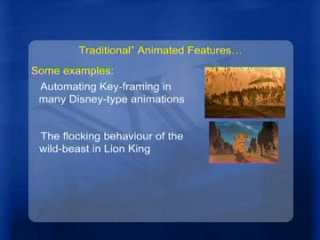 Traditional” Animated Features…
Some examples:
Automating Key-framing in
many Disney-type animations
The flocking behaviour of the
wild-beast in Lion King